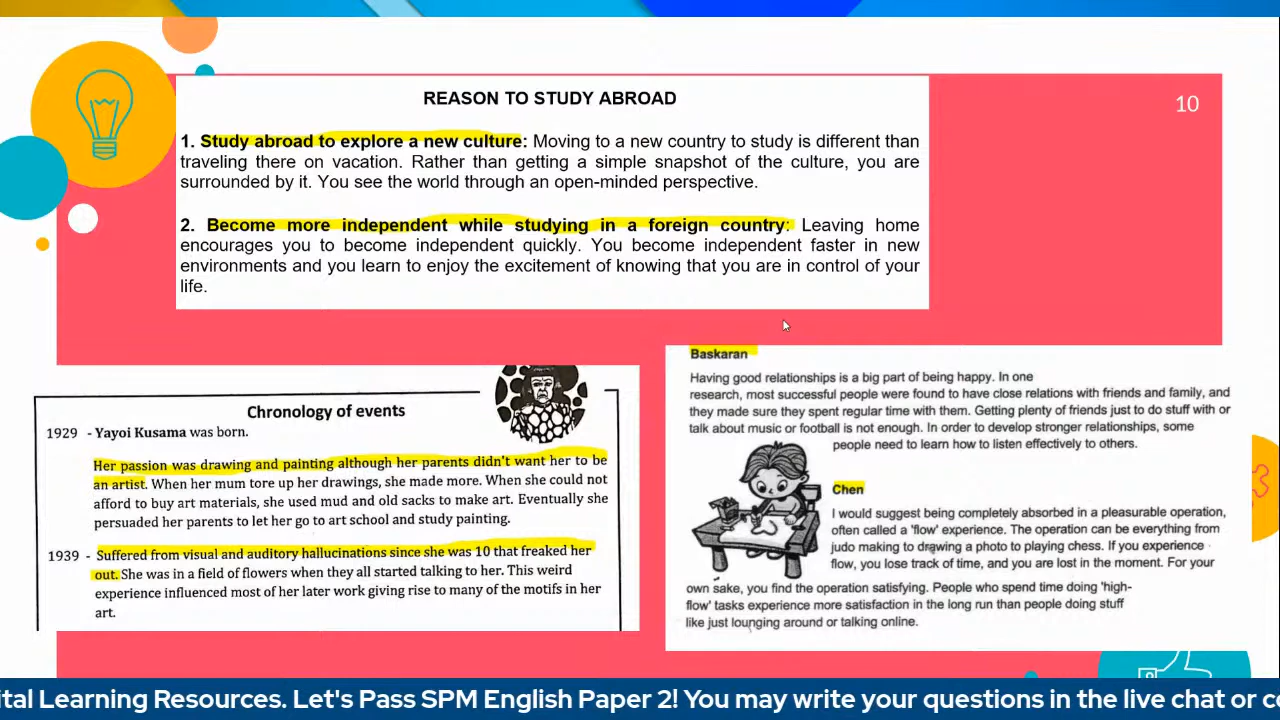 10
REASON TO STUDY ABROAD
1. Study abroad to explore a new culture: Moving to a new country to study is different than
traveling there on vacation. Rather than getting a simple snapshot of the culture, you are
surrounded by it. You see the world through an open-minded perspective.
2. Become more independent while studying in a foreign country: Leaving home
encourages you to become independent quickly. You become independent faster in new
environments and you learn to enjoy the excitement of knowing that you are in control of your
life.
Chronology of events
1929 - Yayoi Kusama was born.
Her passion was drawing and painting although her parents didn't want her to be
an artist. When her mum tore up her drawings, she made more. When she could not
afford to buy art materials, she used mud and old sacks to make art. Eventually she
persuaded her parents to let her go to art school and study painting.
1939 - Suffered from visual and auditory hallucinations since she was 10 that freaked her
out. She was in a field of flowers when they all started talking to her. This weird
experience influenced most of her later work giving rise to many of the motifs in her
art.
Baskaran
Having good relationships is a big part of being happy. In one
research, most successful people were found to have close relations with friends and family, and
they made sure they spent regular time with them. Getting plenty of friends just to do stuff with or
talk about music or football is not enough. In order to develop stronger relationships, some
people need to learn how to listen effectively to others.
Chen
I would suggest being completely absorbed in a pleasurable operation,
often called a 'flow' experience. The operation can be everything from
judo making to drawing a photo to playing chess. If you experience
flow, you lose track of time, and you are lost in the moment. For your
own sake, you find the operation satisfying. People who spend time doing 'high-
flow' tasks experience more satisfaction in the long run than people doing stuff
like just lounging around or talking online.
ital Learning Resources. Let's Pass SPM English Paper 2! You may write your questions in the live chat or c